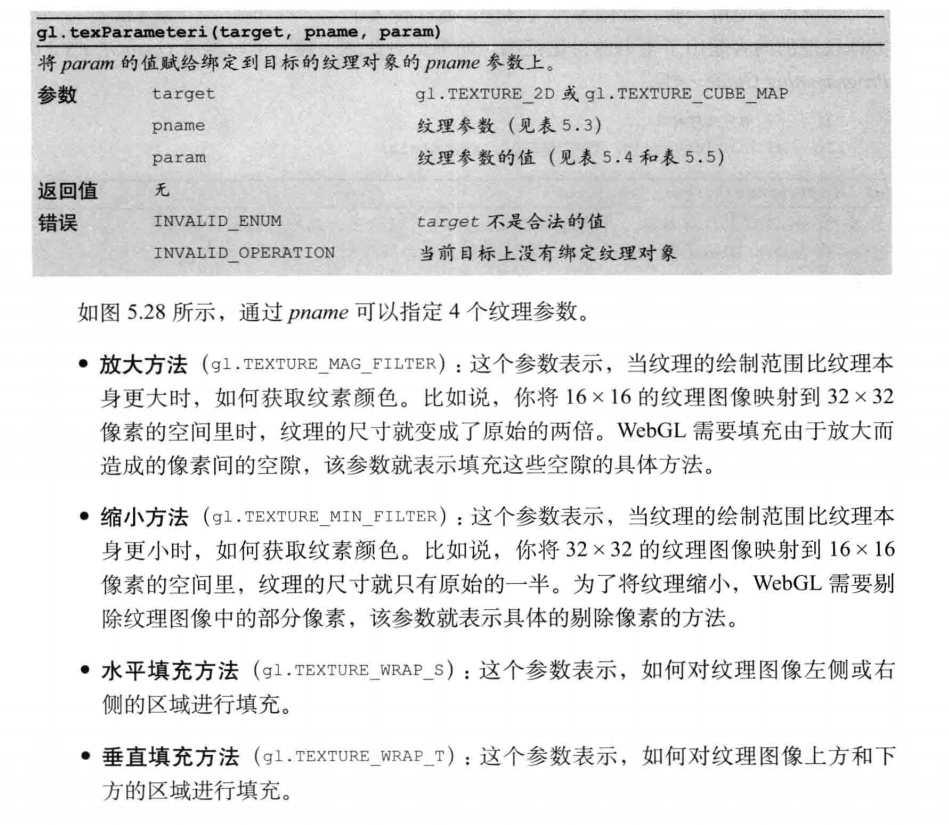 gl.texParameteri(target, pname, param)
将 param 的值赋给绑定到目标的纹理对象的 pname 参数上。
参数 target gl.TEXTURE_2D 或 gl.TEXTURE_CUBE_MAP
pname 纹理参数（见表 5.3）
param 纹理参数的值（见表 5.4 和表 5.5）
返回值 无
错误 INVALID_ENUM target 不是合法的值
INVALID_OPERATION 当前目标上没有绑定纹理对象
如图 5.28 所示，通过 pname 可以指定 4 个纹理参数。
• 放大方法（gl.TEXTURE_MAG_FILTER）：这个参数表示，当纹理的绘制范围比纹理本
身更大时，如何获取纹素颜色。比如说，你将 16 × 16 的纹理图像映射到 32 × 32
像素的空间里时，纹理的尺寸就变成了原始的两倍。WebGL 需要填充由于放大而
造成的像素间的空隙，该参数就表示填充这些空隙的具体方法。
• 缩小方法（gl.TEXTURE_MIN_FILTER）：这个参数表示，当纹理的绘制范围比纹理本
身更小时，如何获取纹素颜色。比如说，你将 32 × 32 的纹理图像映射到 16 × 16
像素的空间里，纹理的尺寸就只有原始的一半。为了将纹理缩小，WebGL 需要剔
除纹理图像中的部分像素，该参数就表示具体的剔除像素的方法。
• 水平填充方法（gl.TEXTURE_WRAP_S）：这个参数表示，如何对纹理图像左侧或右
侧的区域进行填充。
• 垂直填充方法（gl.TEXTURE_WRAP_T）：这个参数表示，如何对纹理图像上方和下
方的区域进行填充。